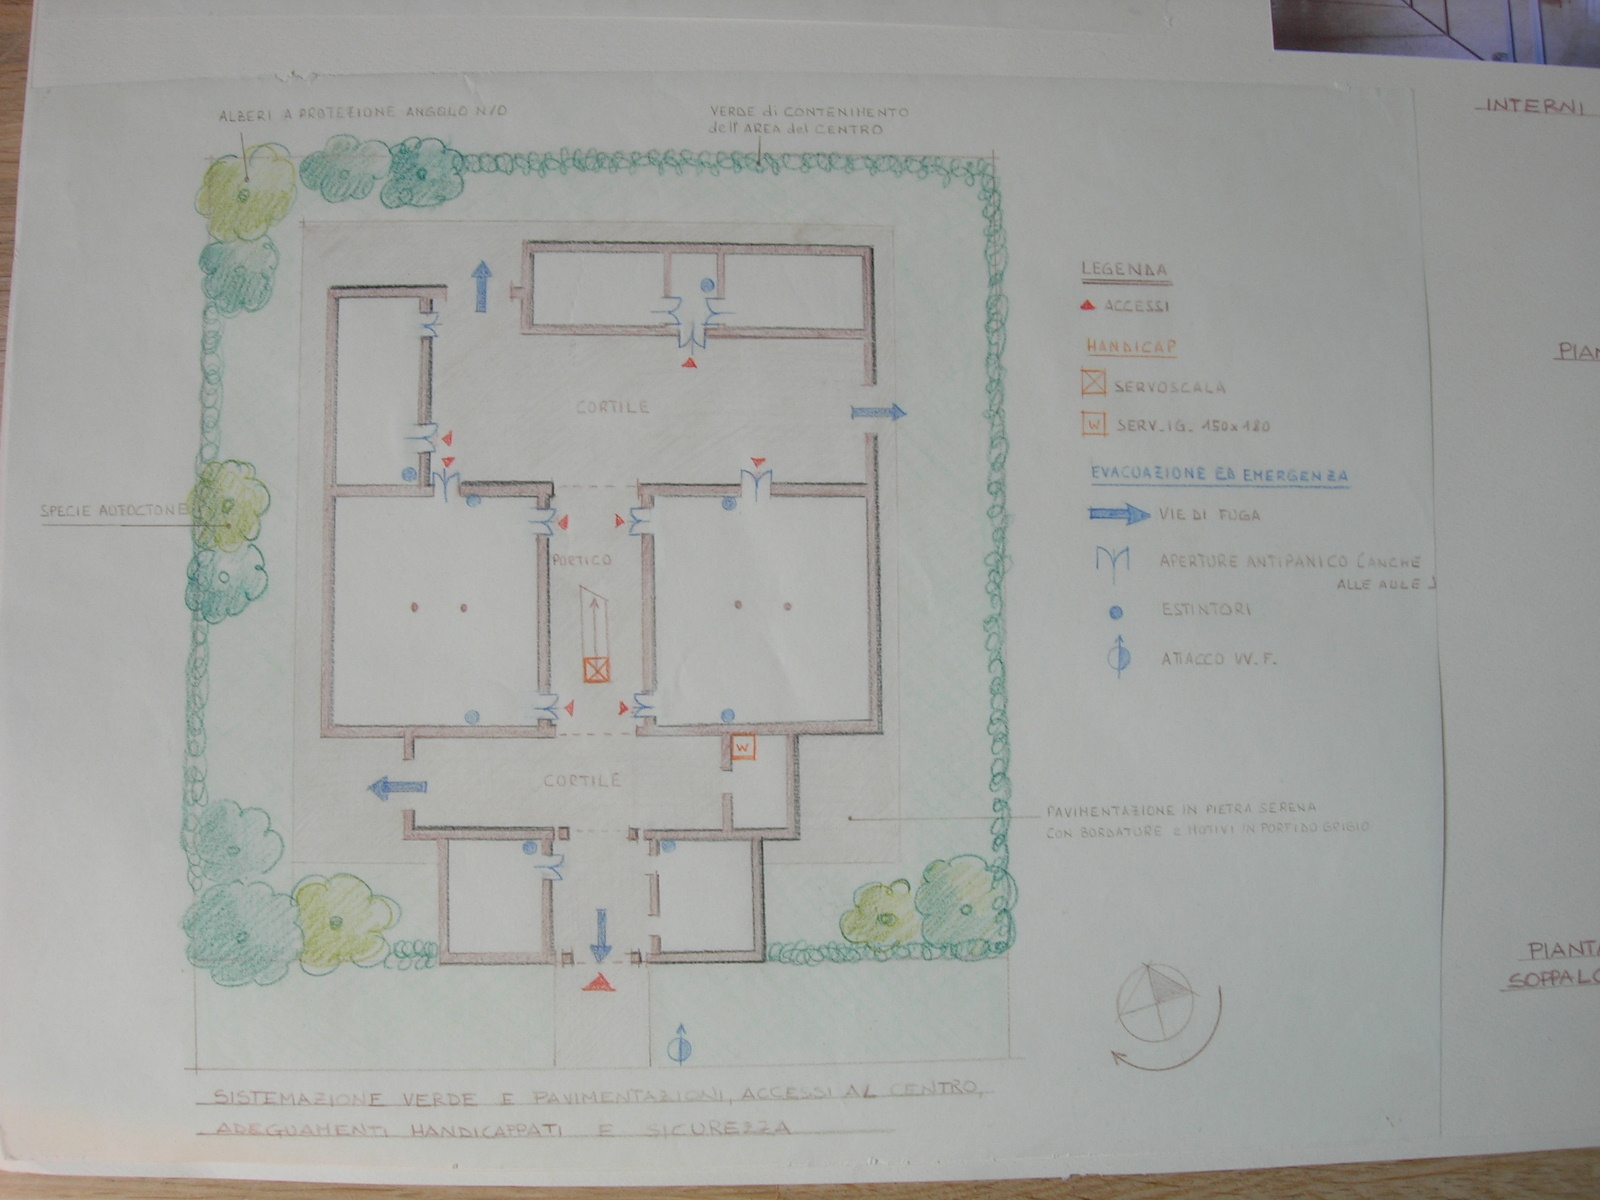 ALBERI A PROTEZIONE ANGOLO N/O
VERDE di CONTENIMENTO
dell'AREA del CENTRO
INTERNI
LEGENDA
ACCESSI
HANDICAP
SERVOSCALA
W SERV. IG. 150x180
EVACUAZIONE ED EMERGENZA
VIE DI FUGA
APERTURE ANTIPANICO (ANCHE
ALLE AULE)
ESTINTORI
ATTACCO VV.F.
SPECIE AUTOCTONE
CORTILE
PORTICO
W
CORTILE
PAVIMENTAZIONE IN PIETRA SERENA
CON BORDATURE e MOTIVI IN PORFIDO GRIGIO
PIAN
PIANTA
SOPPALCO
SISTEMAZIONE VERDE E PAVIMENTAZIONI, ACCESSI AL CENTRO,
ADEGUAMENTI HANDICAPPATI E SICUREZZA